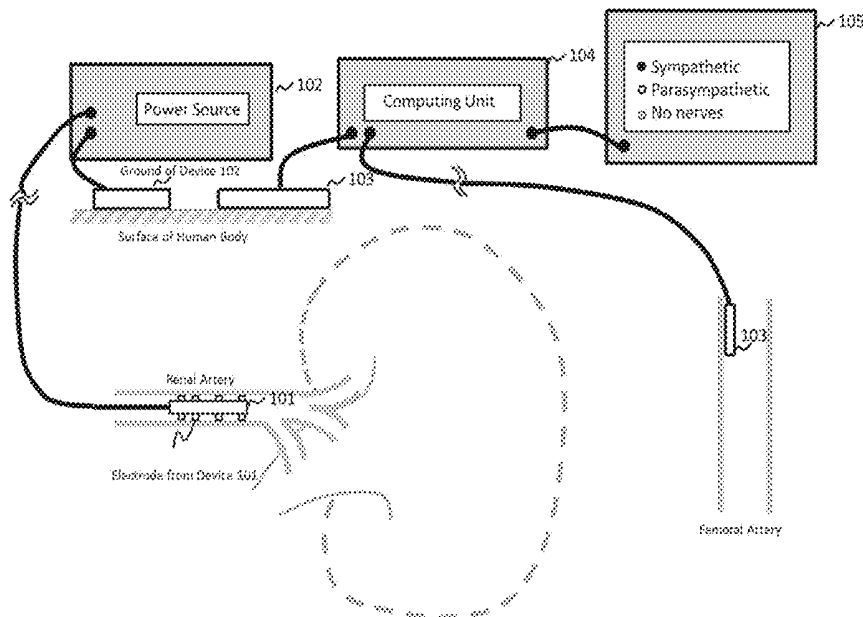 105
104
102
Sympathetic
Parasympathetic
No nerves
Power Source
Computing Unit
Ground of Device 102
103
Surface of Human Body
103
Renal Artery
101
Electrode from Device 101
Femoral Artery